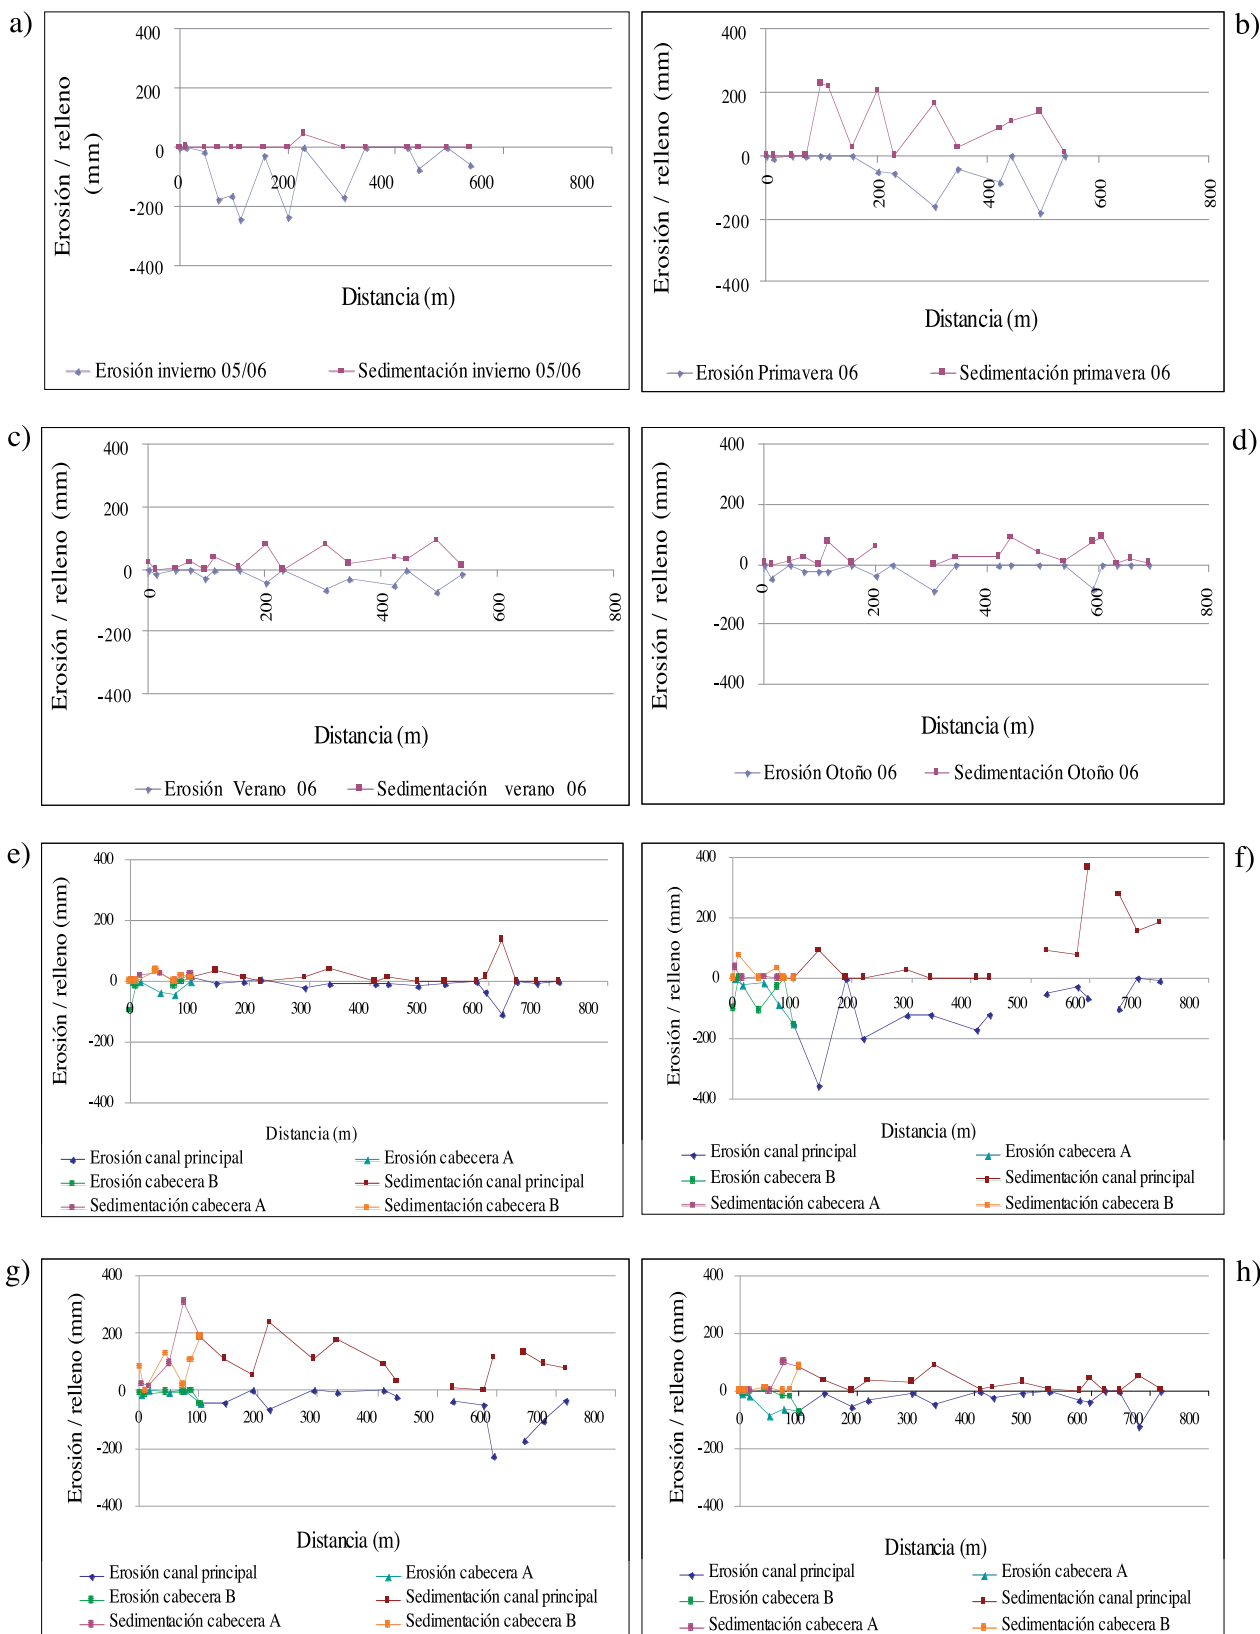 a)
400
200
0
-200
-400
0
200
400
600
800
Erosión / relleno
(mm)
Distancia (m)
Erosión invierno 05/06
Sedimentación invierno 05/06
b)
400
200
0
-200
-400
0
200
400
600
800
Erosión / relleno (mm)
Distancia (m)
Erosión Primavera 06
Sedimentación primavera 06
c)
400
200
0
-200
-400
0
200
400
600
800
Erosión / relleno (mm)
Distancia (m)
Erosión Verano 06
Sedimentación verano 06
d)
400
200
0
-200
-400
0
200
400
600
800
Erosión / relleno (mm)
Distancia (m)
Erosión Otoño 06
Sedimentación Otoño 06
e)
400
200
0
-200
-400
0 100 200 300 400 500 600 700 800
Erosión / relleno (mm)
Distancia (m)
Erosión canal principal
Erosión cabecera A
Erosión cabecera B
Sedimentación canal principal
Sedimentación cabecera A
Sedimentación cabecera B
f)
400
200
0
-200
-400
0 100 200 300 400 500 600 700 800
Erosión / relleno (mm)
Distancia (m)
Erosión canal principal
Erosión cabecera A
Erosión cabecera B
Sedimentación canal principal
Sedimentación cabecera A
Sedimentación cabecera B
g)
400
200
0
-200
-400
0 100 200 300 400 500 600 700 800
Erosión / relleno (mm)
Distancia (m)
Erosión canal principal
Erosión cabecera A
Erosión cabecera B
Sedimentación canal principal
Sedimentación cabecera A
Sedimentación cabecera B
h)
400
200
0
-200
-400
0 100 200 300 400 500 600 700 800
Erosión / relleno (mm)
Distancia (m)
Erosión canal principal
Erosión cabecera A
Erosión cabecera B
Sedimentación canal principal
Sedimentación cabecera A
Sedimentación cabecera B